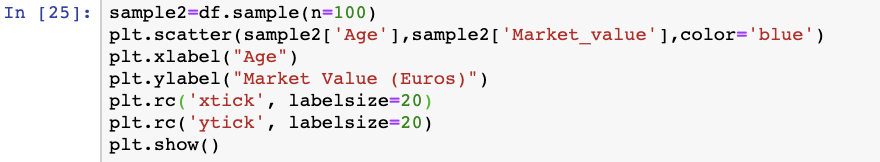 In [25]: sample2=df.sample(n=100)
plt.scatter(sample2['Age'],sample2['Market_value'],color='blue')
plt.xlabel("Age")
plt.ylabel("Market Value (Euros)")
plt.rc('xtick', labelsize=20)
plt.rc('ytick', labelsize=20)
plt.show()